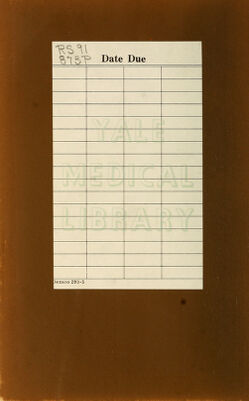 RS91
873P
Date Due
YALE
MEDICAL
LIBRARY